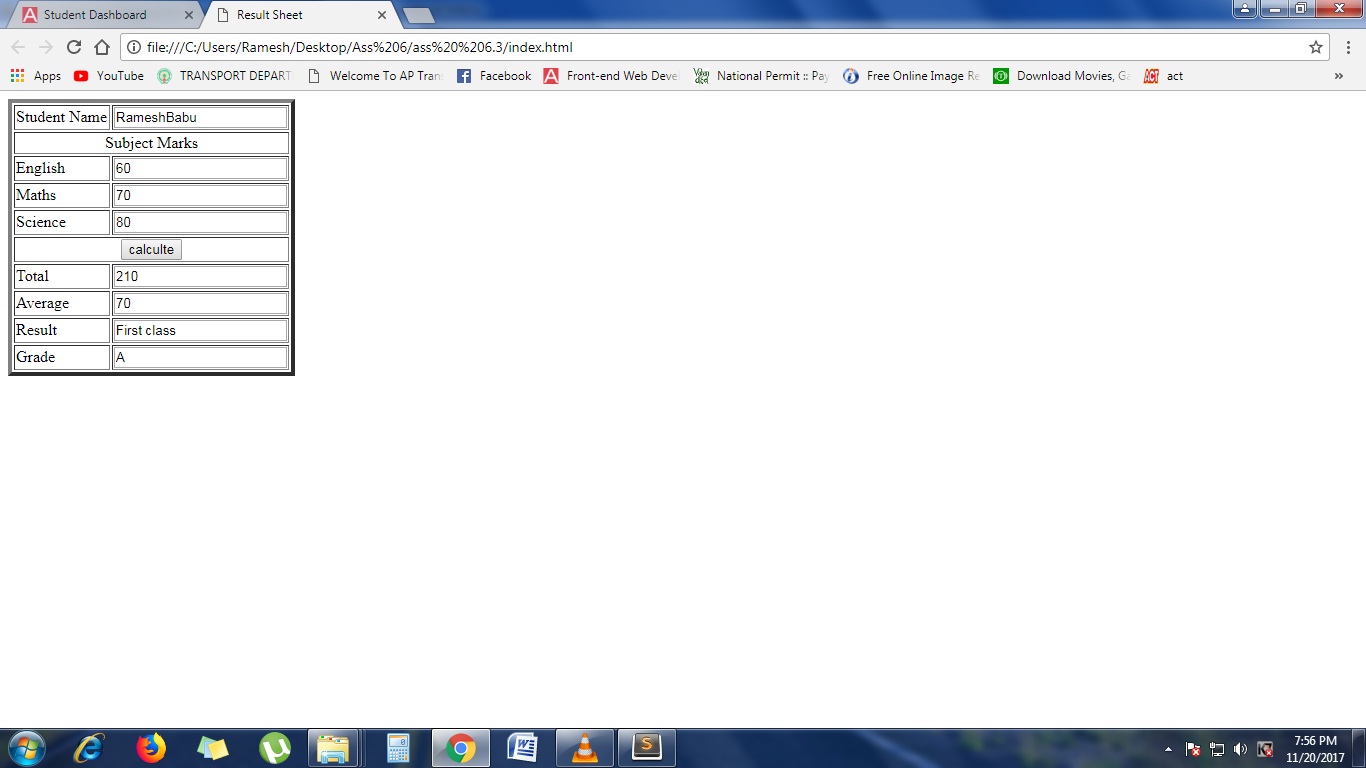 Student Dashboard
Result Sheet
file:///C:/Users/Ramesh/Desktop/Ass%206/ass%20%206.3/index.html
Apps YouTube TRANSPORT DEPART Welcome To AP Tran Facebook Front-end Web Deve National Permit :: Pay Free Online Image Re Download Movies, Ga ACT act »
Student Name RameshBabu
Subject Marks
English 60
Maths 70
Science 80
calculte
Total 210
Average 70
Result First class
Grade A
7:56 PM
11/20/2017